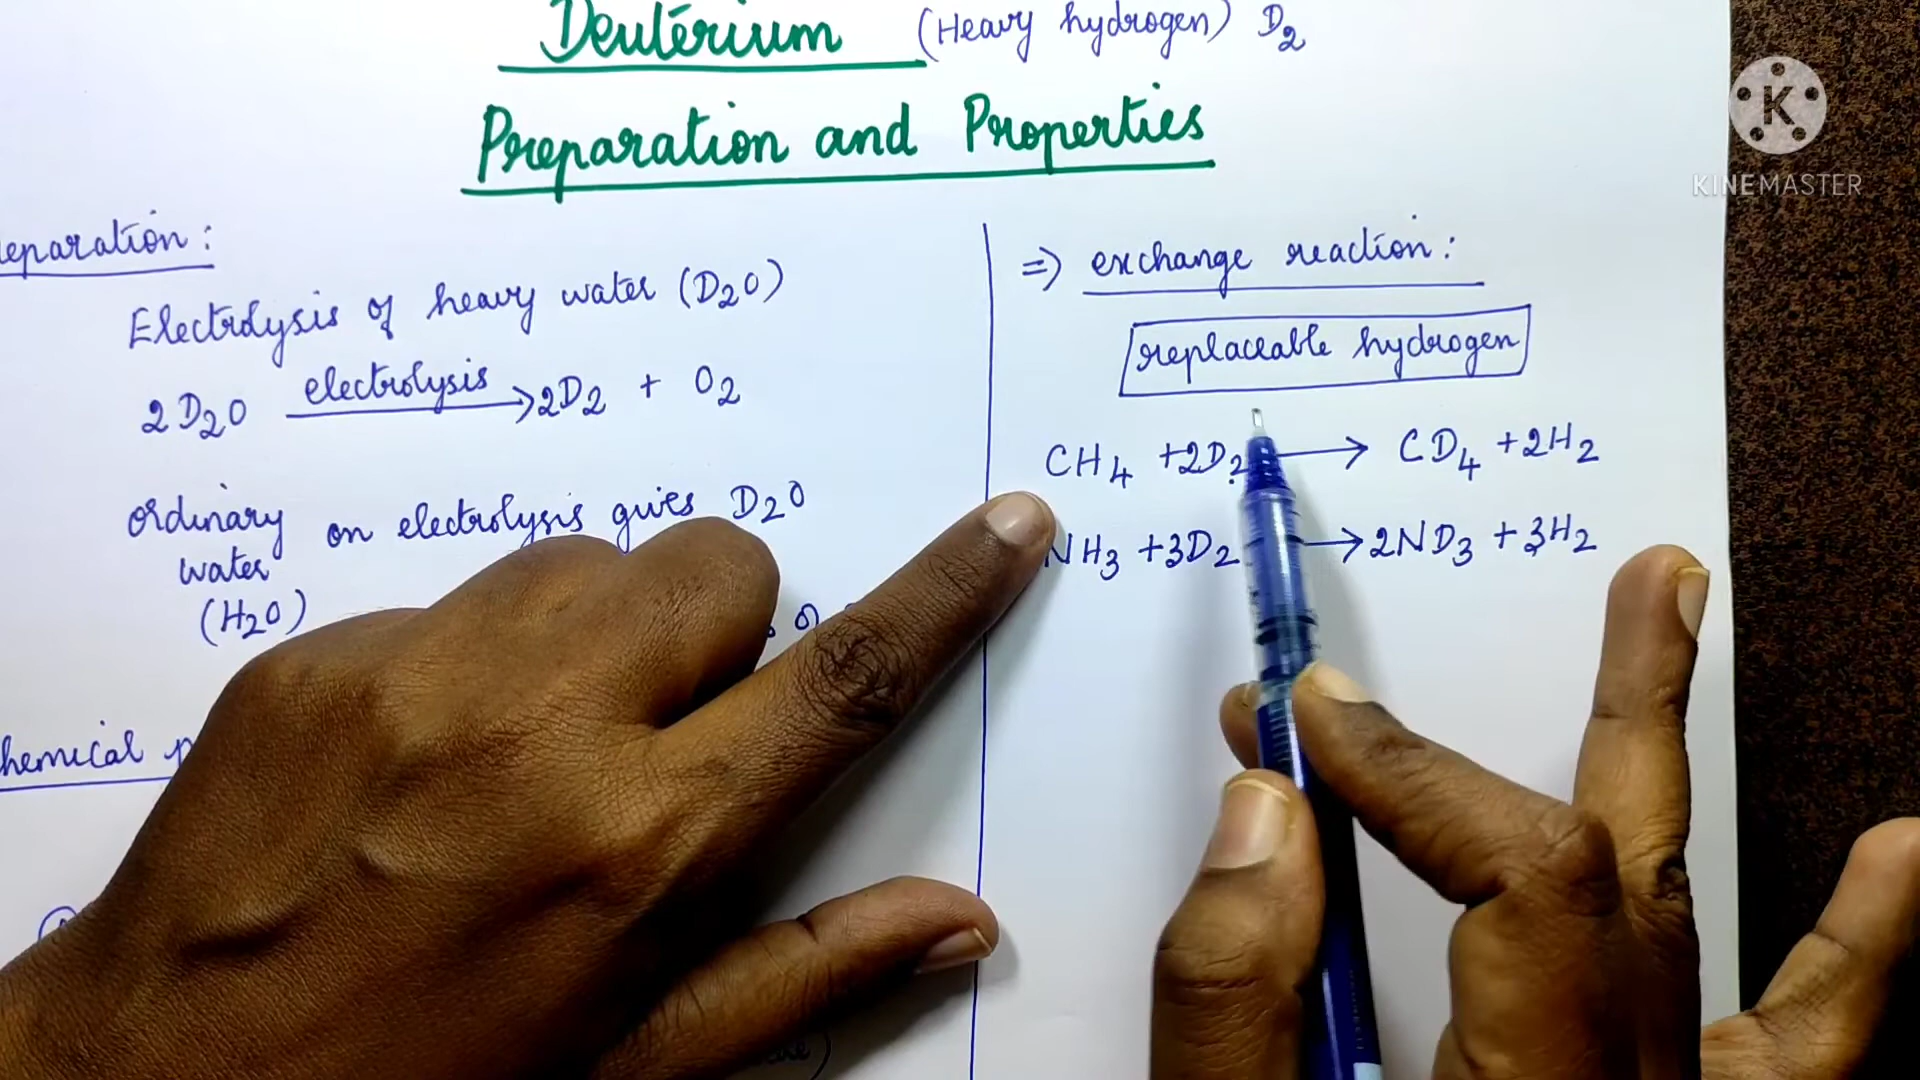 Deuterium (Heavy hydrogen) D2
Preparation and Properties
eparation:
Electrolysis of heavy water (D2O)
2D2O electrolysis → 2D2 + O2
ordinary on electrolysis gives D2O
water
(H2O)
hemical p
⇒ exchange reaction:
replaceable hydrogen
CH4 +2D2 → CD4 +2H2
NH3 +3D2 → 2ND3 +3H2
K
KINEMASTER